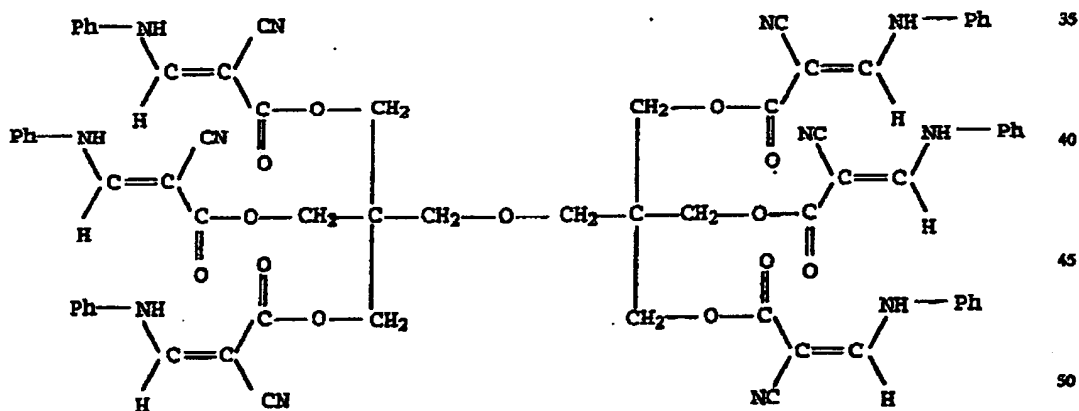 Ph—NH CN NC NH—Ph 35
C=C C=C
H C—O—CH₂ CH₂—O—C H
Ph—NH CN O O NC NH—Ph 40
C=C C=C
H C—O—CH₂—C—CH₂—O—CH₂—C—CH₂—O—C H
O O O O 45
Ph—NH C—O—CH₂ CH₂—O—C NH—Ph
C=C C=C
H CN NC H 50